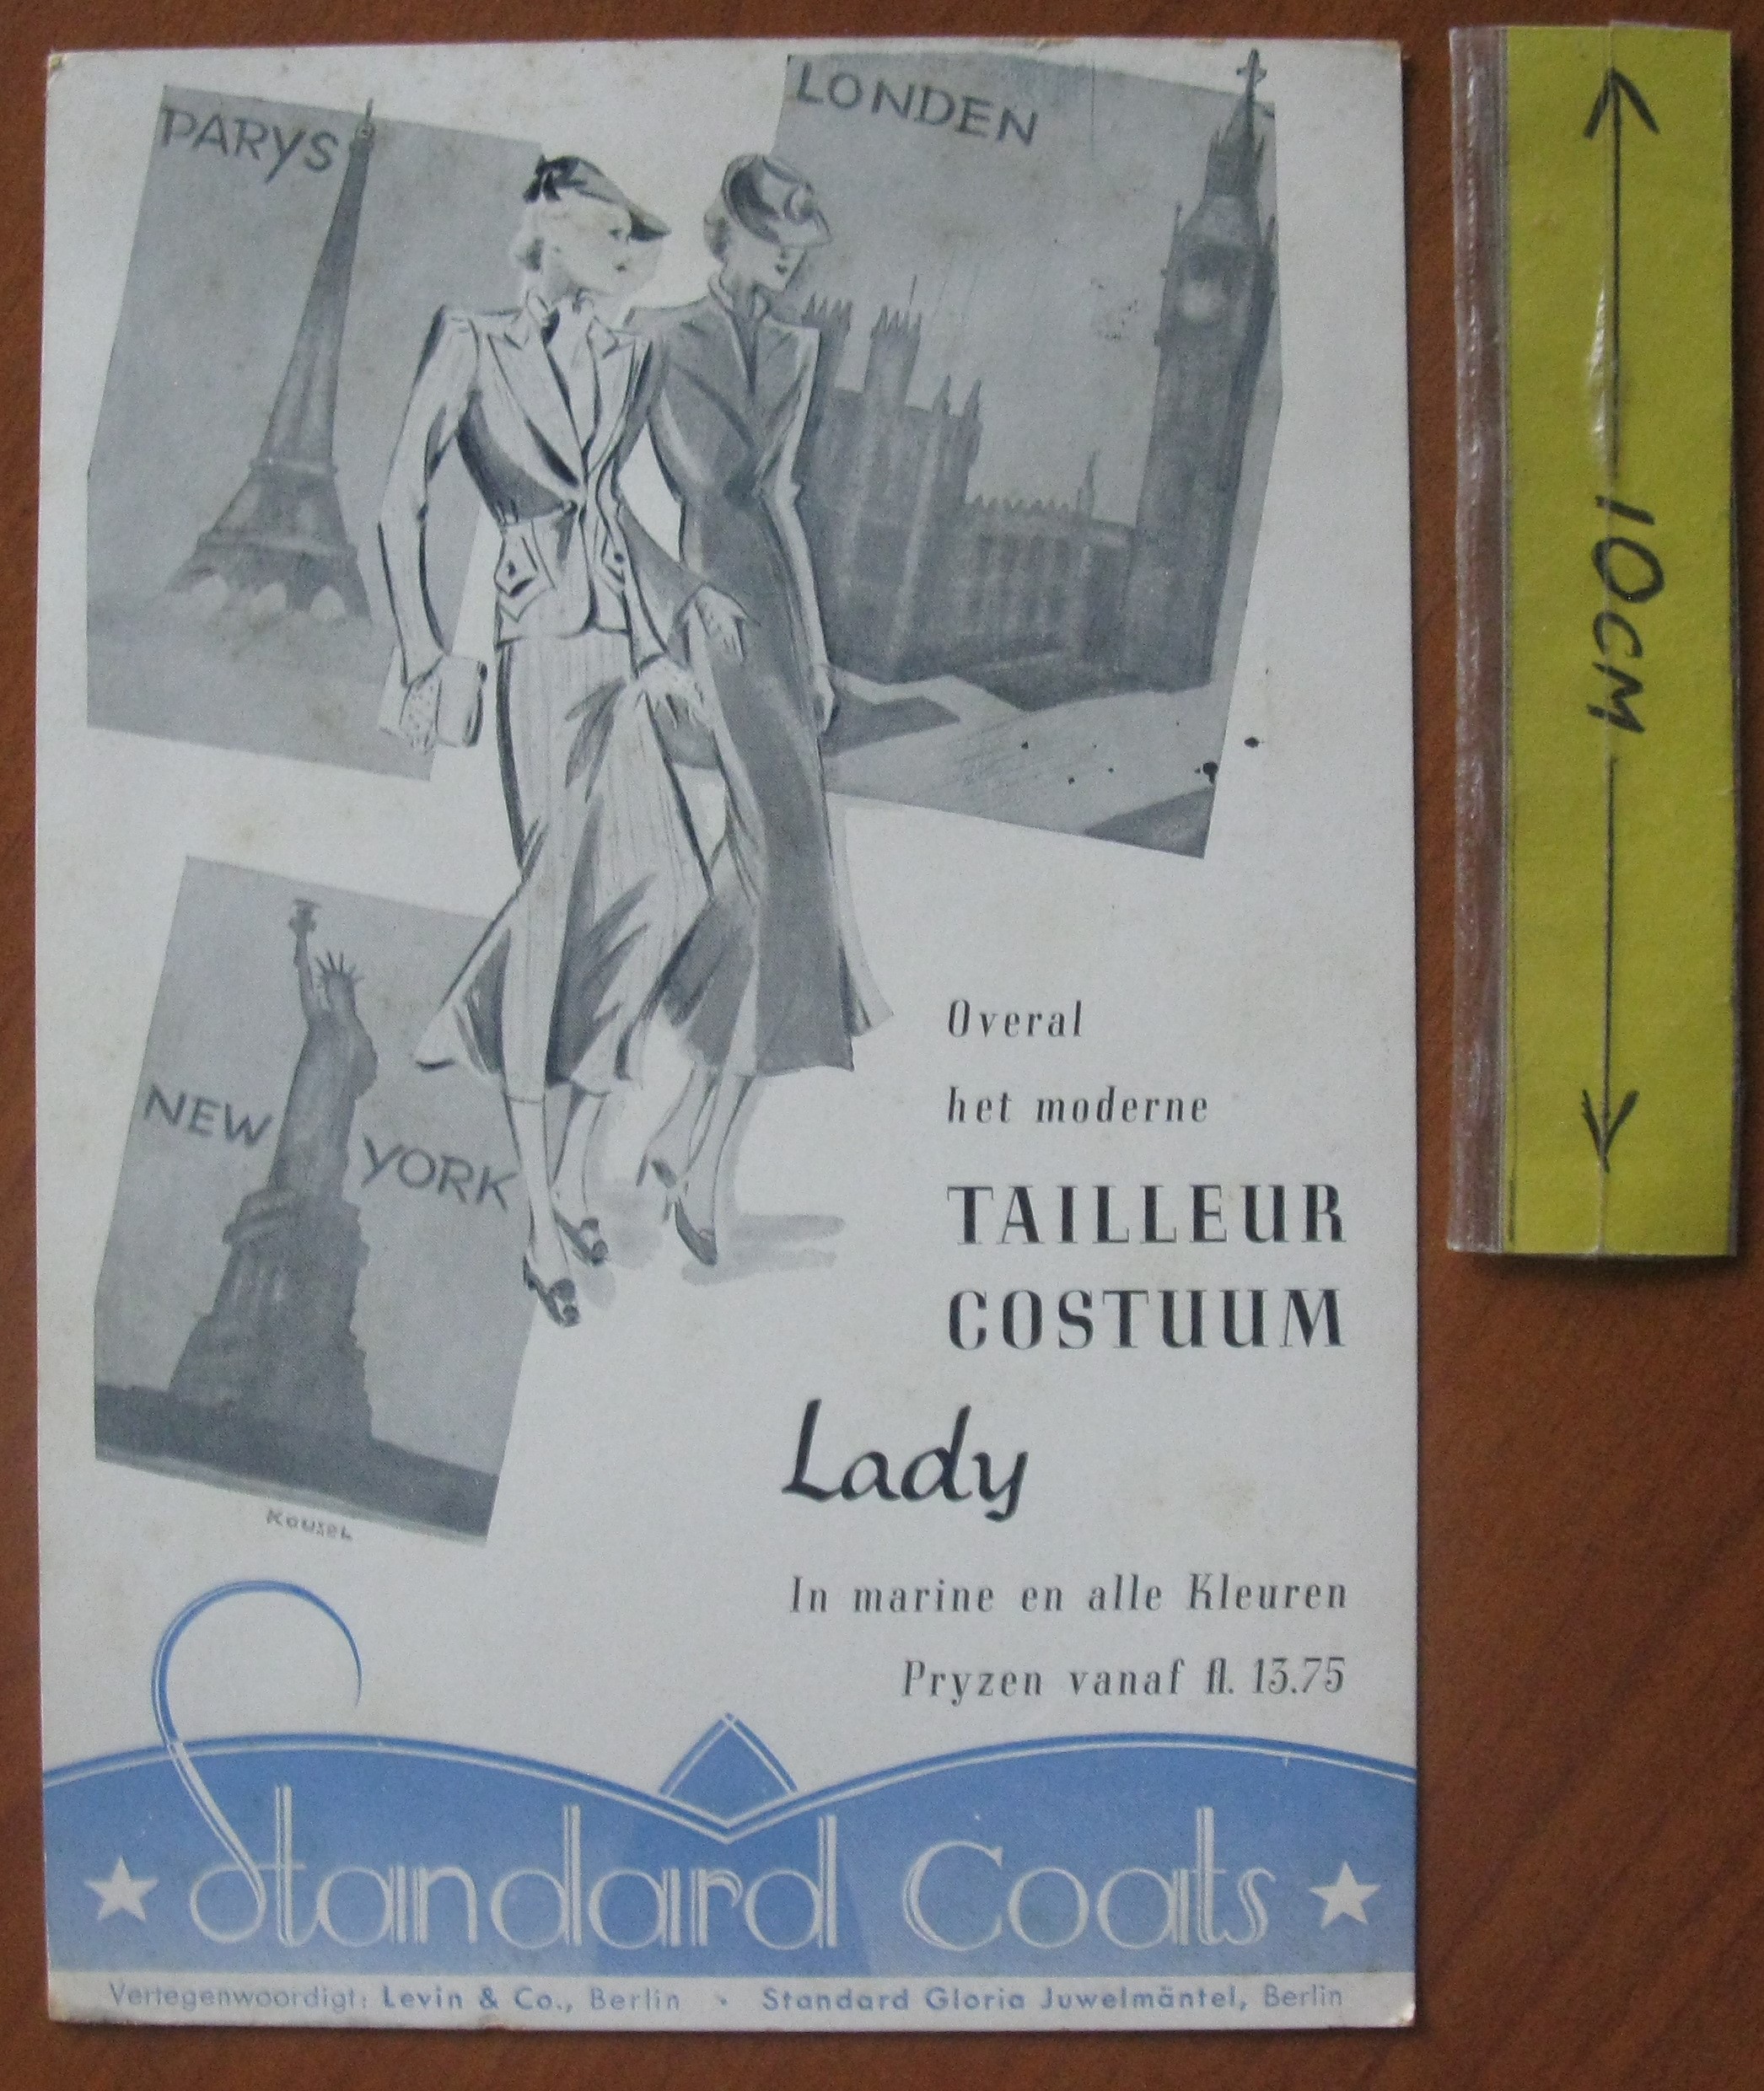 PARYS
LONDEN
NEW YORK
Overal
het moderne
TAILLEUR
COSTUUM
Lady
In marine en alle Kleuren
Pryzen vanaf fl. 13.75
Standard Coats
Vertegenwoordigt: Levin & Co., Berlin • Standard Gloria Juwelmäntel, Berlin
10CM